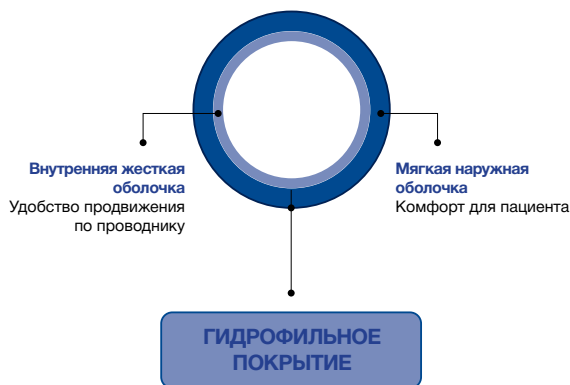 Внутренняя жесткая
оболочка
Удобство продвижения
по проводнику
Мягкая наружная
оболочка
Комфорт для пациента
ГИДРОФИЛЬНОЕ
ПОКРЫТИЕ